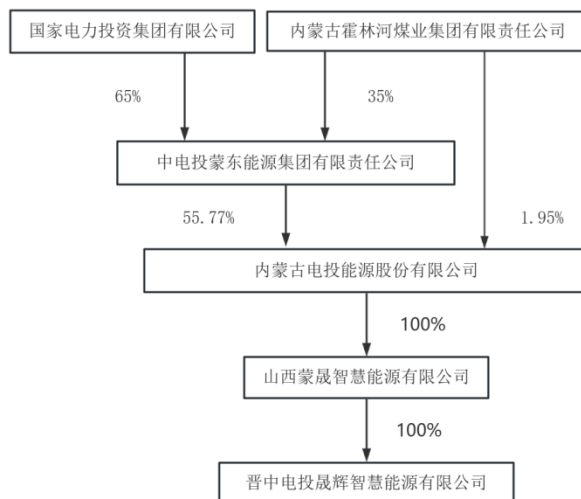 国家电力投资集团有限公司
内蒙古霍林河煤业集团有限责任公司
65%
35%
中电投蒙东能源集团有限责任公司
55.77%
1.95%
内蒙古电投能源股份有限公司
100%
山西蒙晟智慧能源有限公司
100%
晋中电投晟辉智慧能源有限公司